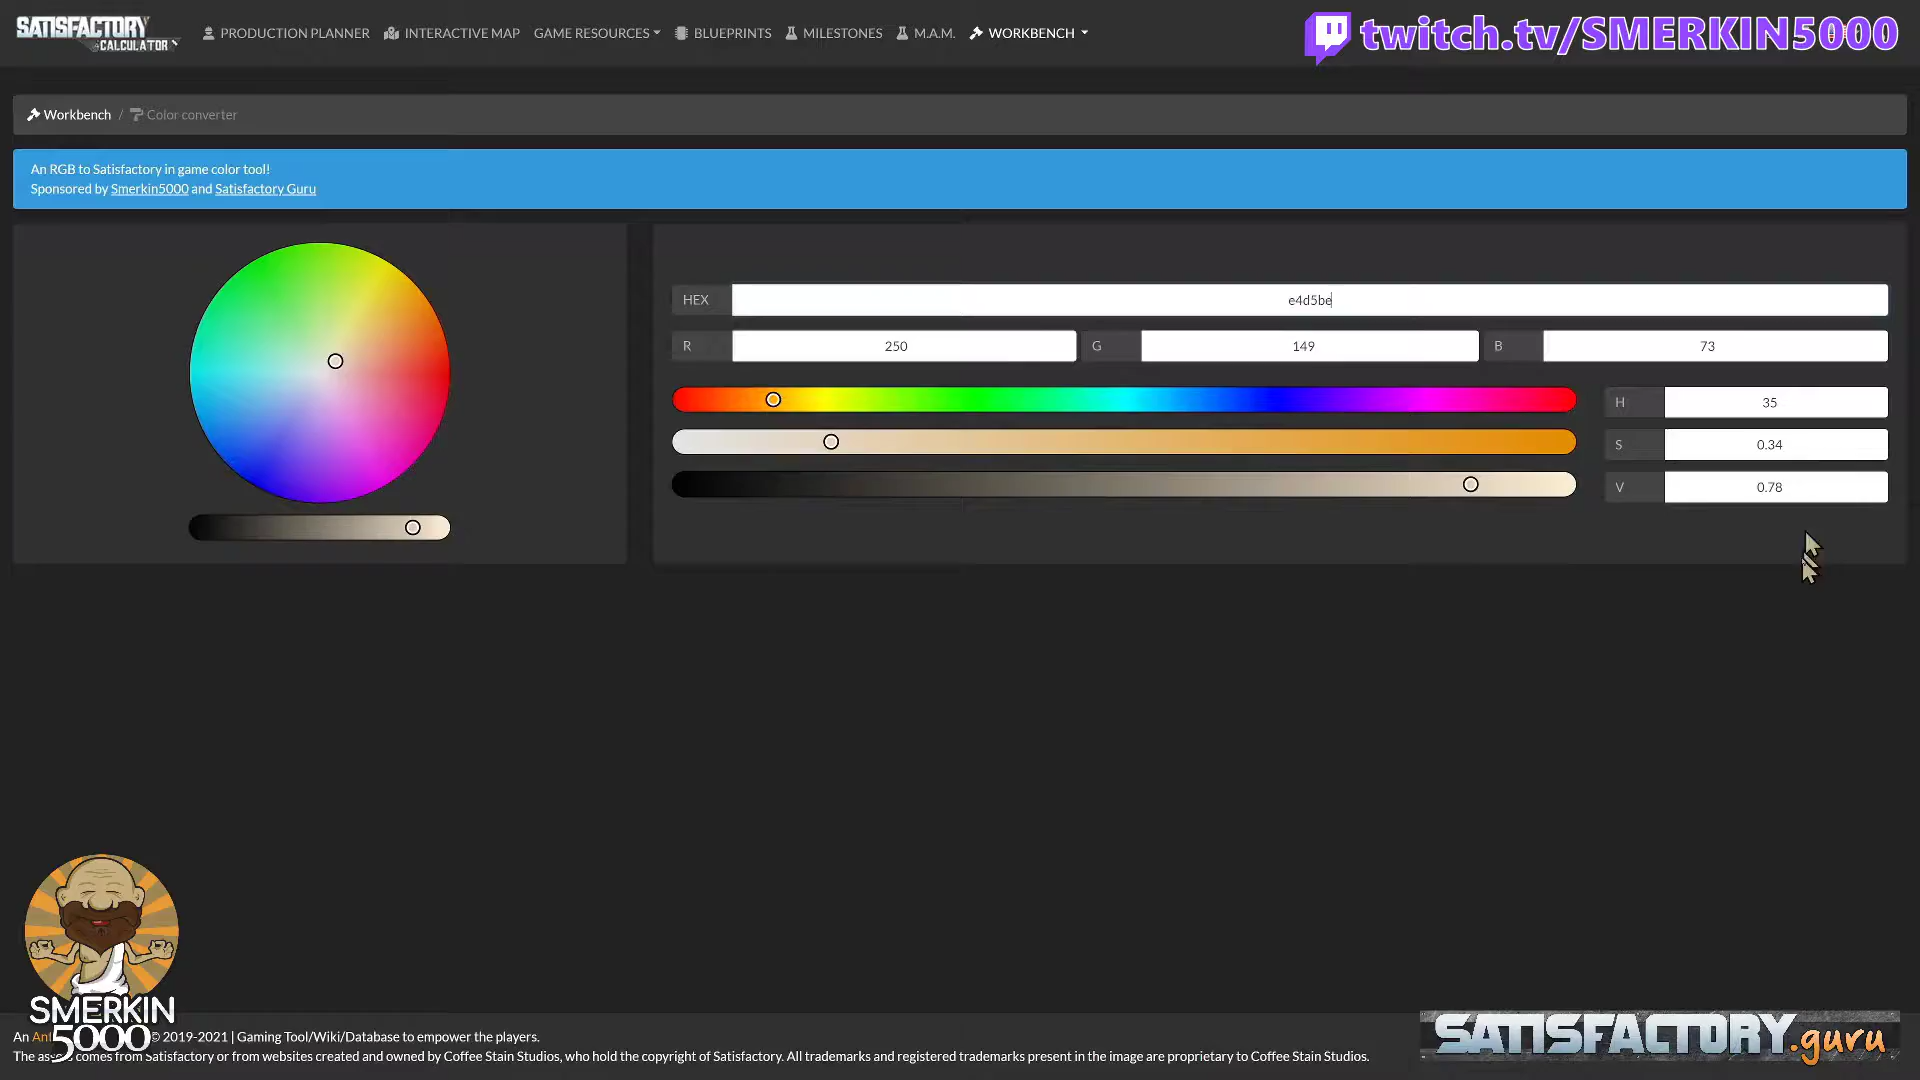 SATISFACTORY
CALCULATOR
PRODUCTION PLANNER
INTERACTIVE MAP
GAME RESOURCES
BLUEPRINTS
MILESTONES
M.A.M.
WORKBENCH
twitch.tv/SMERKIN5000
Workbench / Color converter
An RGB to Satisfactory in game color tool!
Sponsored by Smerkin5000 and Satisfactory Guru
HEX e4d5be
R 250 G 149 B 73
H 35
S 0.34
V 0.78
SMERKIN
5000
An Ant © 2019-2021 | Gaming Tool/Wiki/Database to empower the players.
The as comes from Satisfactory or from websites created and owned by Coffee Stain Studios, who hold the copyright of Satisfactory. All trademarks and registered trademarks present in the image are proprietary to Coffee Stain Studios.
SATISFACTORY.guru